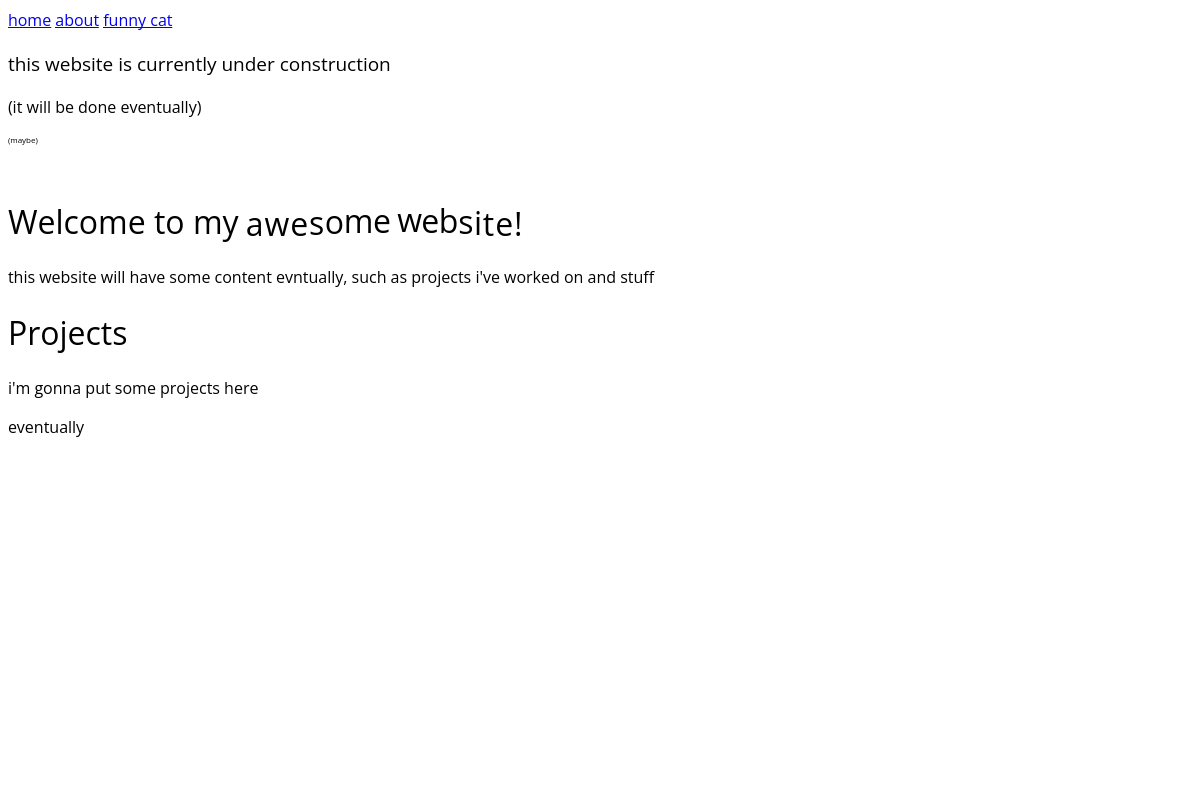 home about funny cat
this website is currently under construction
(it will be done eventually)
(maybe)
Welcome to my awesome website!
this website will have some content evntually, such as projects i've worked on and stuff
Projects
i'm gonna put some projects here
eventually